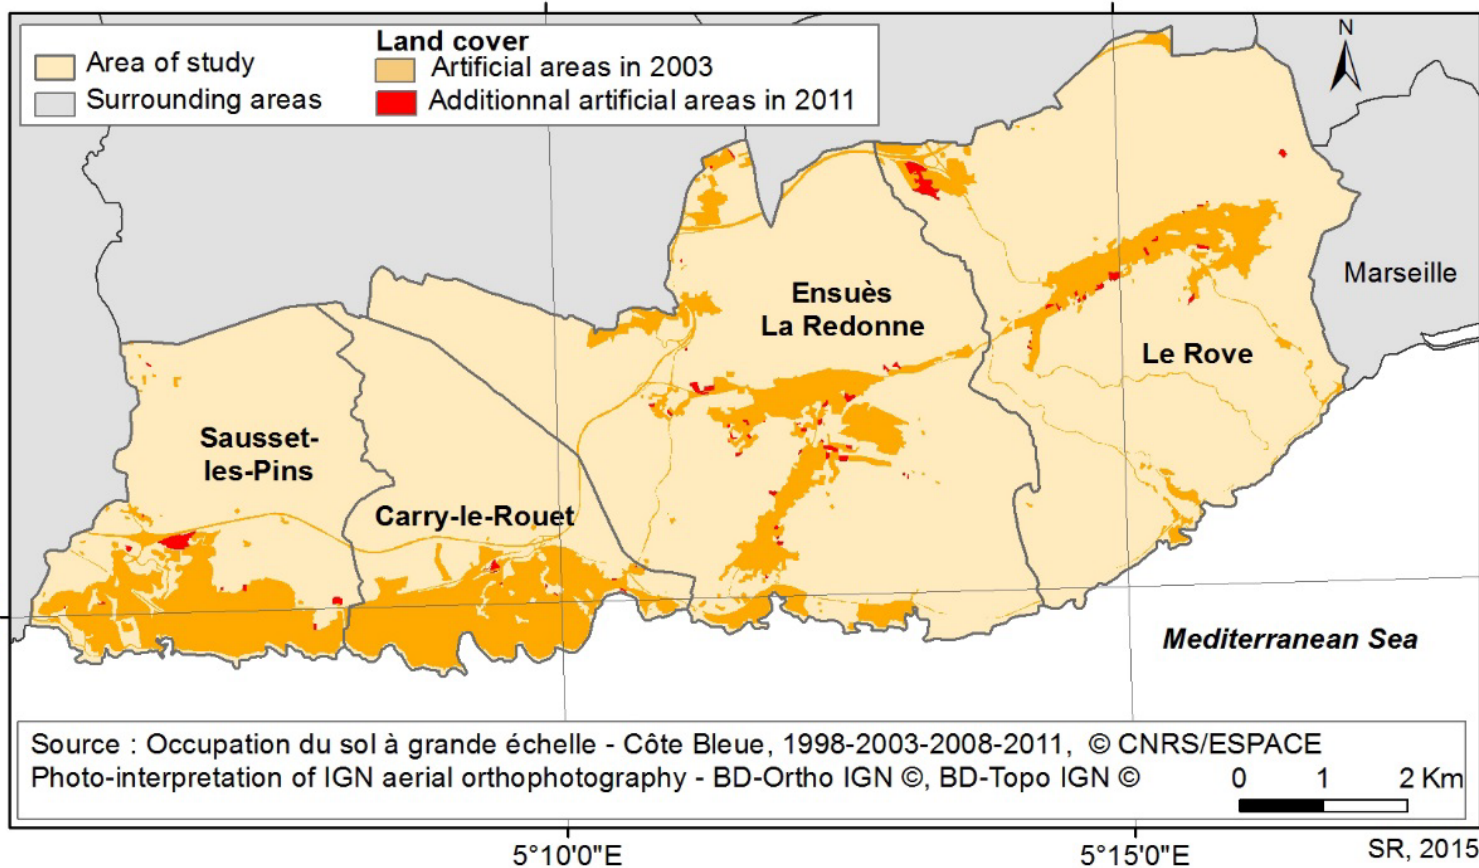 Land cover
Area of study
Artificial areas in 2003
Surrounding areas
Additionnal artificial areas in 2011
N
Marseille
Ensuès
La Redonne
Le Rove
Sausset-
les-Pins
Carry-le-Rouet
Mediterranean Sea
Source : Occupation du sol à grande échelle - Côte Bleue, 1998-2003-2008-2011, © CNRS/ESPACE
Photo-interpretation of IGN aerial orthophotography - BD-Ortho IGN ©, BD-Topo IGN ©
0 1 2 Km
5°10'0"E
5°15'0"E
SR, 2015